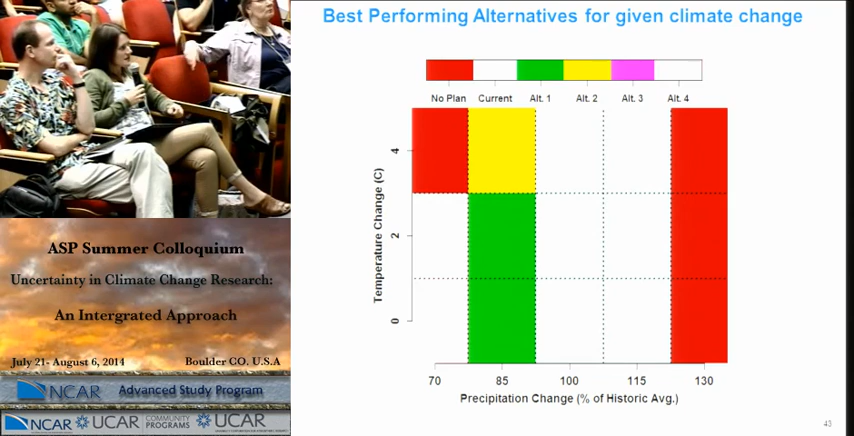 Best Performing Alternatives for given climate change
No Plan Current Alt. 1 Alt. 2 Alt. 3 Alt. 4
Temperature Change (C)
4
2
0
70 85 100 115 130
Precipitation Change (% of Historic Avg.)
43
ASP Summer Colloquium
Uncertainty in Climate Change Research:
An Intergrated Approach
July 21- August 6, 2014 Boulder CO. U.S.A
NCAR Advanced Study Program
NCAR UCAR COMMUNITY PROGRAMS UCAR